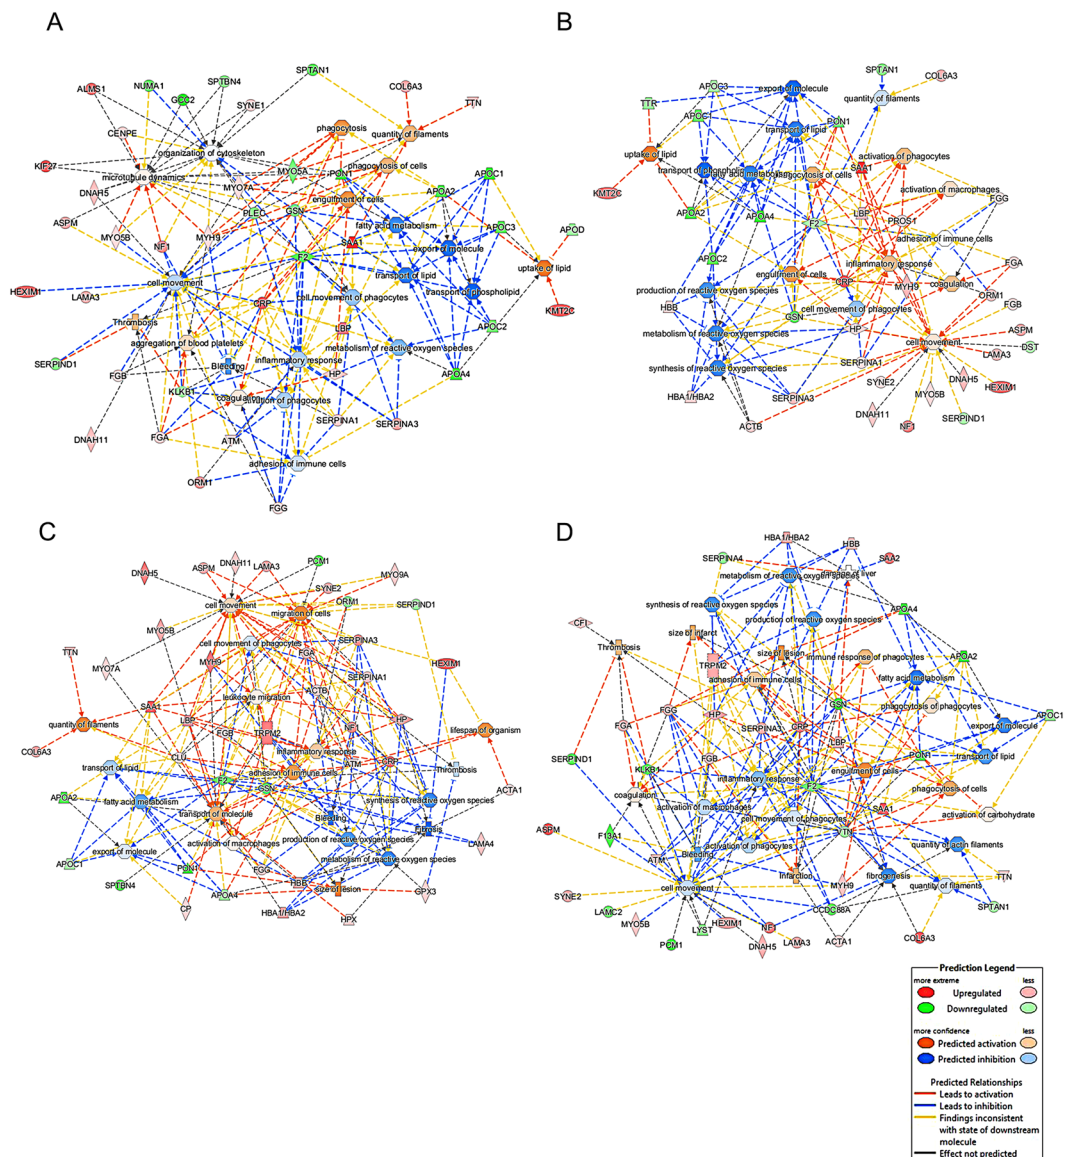 A
SPTAN1
NUMA1
SPTBN4
ALMS1
GCC2
COL6A3
TTN
SYNE1
CENPE
phagocytosis
quantity of filaments
organization of cytoskeleton
KIF27
phagocytosis of cells
microtubule dynamics
MYO5A
PON1
APOC1
DNAH5
MYO7A
APOA2
engulfment of cells
PLEC
GSN
ASPM
fatty acid metabolism
APOC3
APOD
MYO5B
MYH9
SAA1
NF1
export of molecule
F2
uptake of lipid
transport of lipid
cell movement
HEXIM1
LAMA3
cell movement of phagocytes
transport of phospholipid
CRP
KMT2C
Thrombosis
LBP
APOC2
aggregation of blood platelets
metabolism of reactive oxygen species
SERPIND1
Bleeding
inflammatory response
FGB
HP
APOA4
KLKB1
coagulation
DNAH11
SERPINA1
SERPINA3
FGA
ATM
adhesion of immune cells
ORM1
FGG
B
SPTAN1
COL6A3
APOC3
export of molecule
quantity of filaments
TTR
APOC1
transport of lipid
PON1
uptake of lipid
activation of phagocytes
SAA1
phagocytosis of cells
KMT2C
activation of macrophages
FGG
APOA2
APOA4
F2
LBP
PROS1
adhesion of immune cells
APOC2
inflammatory response
FGA
engulfment of cells
production of reactive oxygen species
CRP
MYH9
coagulation
ORM1
HBB
GSN
cell movement of phagocytes
FGB
metabolism of reactive oxygen species
HP
ASPM
cell movement
DST
LAMA3
synthesis of reactive oxygen species
SERPINA1
SYNE2
DNAH5
HEXIM1
HBA1/HBA2
SERPINA3
MYO5B
DNAH11
SERPIND1
ACTB
NF1
C
DNAH11
PCM1
DNAH5
ASPM
LAMA3
MYO9A
SYNE2
cell movement
ORM1
SERPIND1
migration of cells
MYO5B
cell movement of phagocytes
SERPINA3
TTN
FGA
MYO7A
MYH9
HEXIM1
SERPINA1
leukocyte migration
ACTB
SAA1
quantity of filaments
LBP
HP
NF1
FGB
TRPM2
lifespan of organism
COL6A3
inflammatory response
CLU
ATM
CRP
transport of lipid
adhesion of immune cells
Thrombosis
F2
GSN
ACTA1
APOA2
fatty acid metabolism
synthesis of reactive oxygen species
transport of molecule
Bleeding
Fibrosis
production of reactive oxygen species
LAMA4
export of molecule
activation of macrophages
APOC1
metabolism of reactive oxygen species
PON1
FGG
SPTBN4
APOA4
HBB
size of lesion
GPX3
CP
HBA1/HBA2
HPX
D
HBA1/HBA2
HBB
SERPINA4
SAA2
metabolism of reactive oxygen species
synthesis of reactive oxygen species
APOA4
production of reactive oxygen species
CFI
size of infarct
Thrombosis
size of lesion
immune response of phagocytes
APOA2
TRPM2
adhesion of immune cells
fatty acid metabolism
GSN
phagocytosis of phagocytes
FGG
HP
APOC1
FGA
SERPINA3
CRP
export of molecule
LBP
FGB
PON1
transport of lipid
SERPIND1
KLKB1
engulfment of cells
inflammatory response
F2
coagulation
phagocytosis of cells
activation of macrophages
SAA1
activation of carbohydrate
cell movement of phagocytes
VTN
ASPM
F13A1
quantity of actin filaments
activation of phagocytes
ATM
Bleeding
Infarction
fibrogenesis
TTN
cell movement
MYH9
quantity of filaments
SYNE2
CCDC88A
SPTAN1
LAMC2
MYO5B
HEXIM1
NF1
LYST
ACTA1
COL6A3
PCM1
DNAH5
LAMA3
Prediction Legend
more extreme less
Upregulated
Downregulated
more confidence less
Predicted activation
Predicted inhibition
Predicted Relationships
Leads to activation
Leads to inhibition
Findings inconsistent
with state of downstream
molecule
Effect not predicted